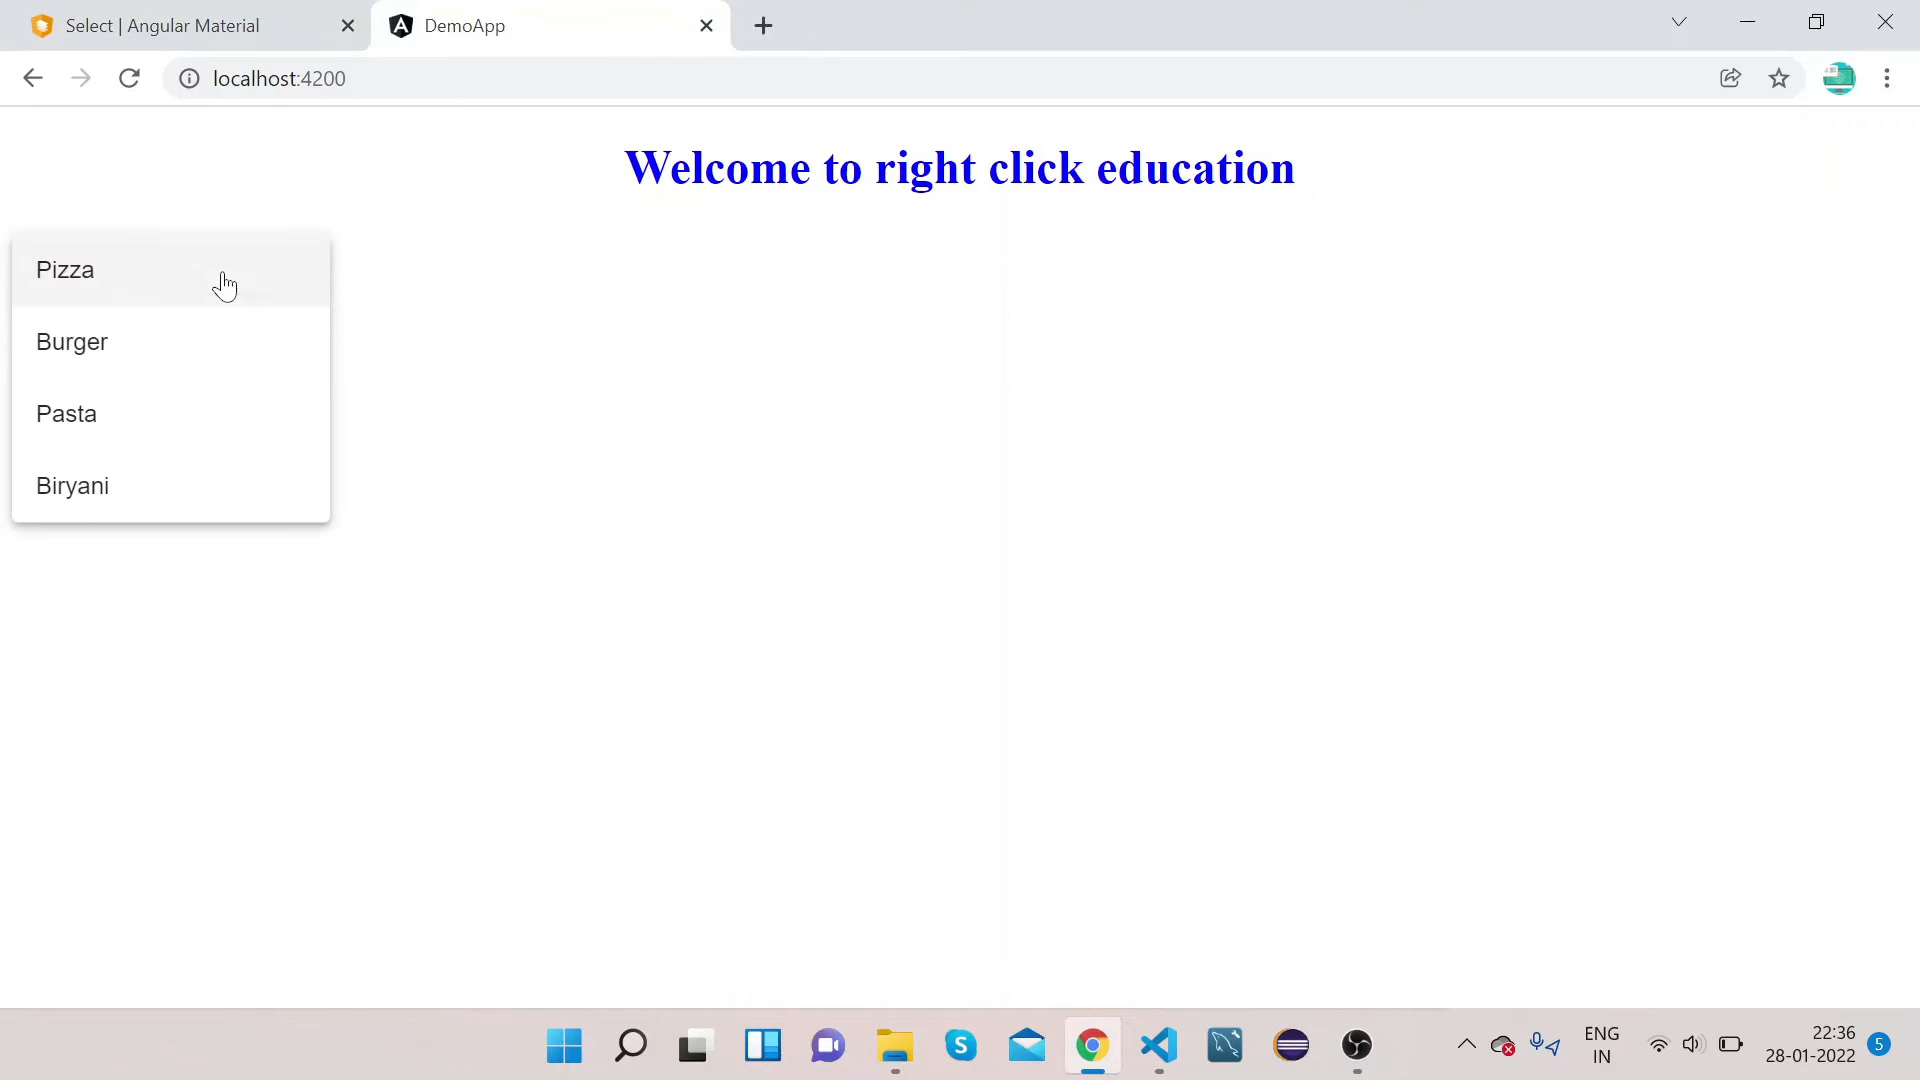 Select | Angular Material
DemoApp
localhost:4200
Welcome to right click education
Pizza
Burger
Pasta
Biryani
ENG
IN
22:36
28-01-2022
5